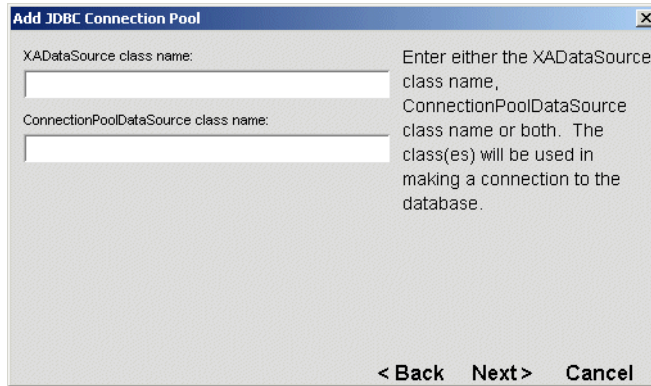 Add JDBC Connection Pool
XADataSource class name:
ConnectionPoolDataSource class name:
Enter either the XADataSource
class name,
ConnectionPoolDataSource
class name or both. The
class(es) will be used in
making a connection to the
database.
< Back Next > Cancel